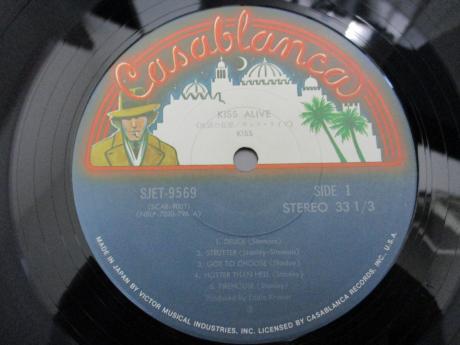 Casablanca
KISS ALIVE
KISS
SJET-9569
SIDE 1
STEREO 33 1/3
1. DEUCE (Simmons)
2. STRUTTER (Stanley-Simmons)
3. GOT TO CHOOSE (Stanley)
4. HOTTER THAN HELL (Stanley)
5. FIREHOUSE (Stanley)
Produced by Eddie Kramer
MADE IN JAPAN BY VICTOR MUSICAL INDUSTRIES, INC. LICENSED BY CASABLANCA RECORDS, INC. U.S.A.